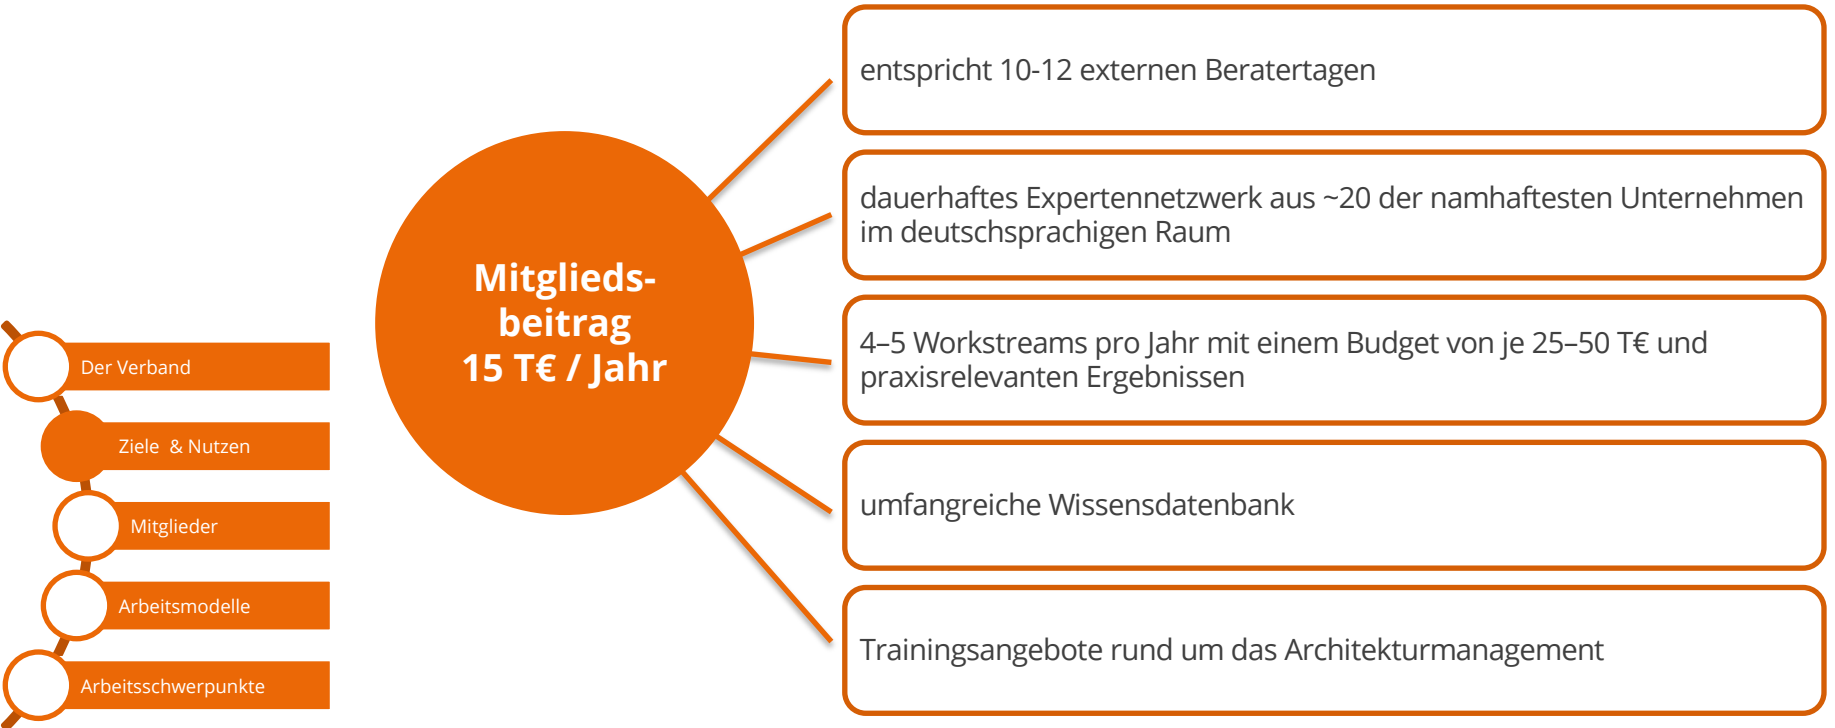 Der Verband
Ziele & Nutzen
Mitglieder
Arbeitsmodelle
Arbeitsschwerpunkte
Mitglieds-
beitrag
15 T€ / Jahr
entspricht 10-12 externen Beratertagen
dauerhaftes Expertennetzwerk aus ~20 der namhaftesten Unternehmen
im deutschsprachigen Raum
4–5 Workstreams pro Jahr mit einem Budget von je 25–50 T€ und
praxisrelevanten Ergebnissen
umfangreiche Wissensdatenbank
Trainingsangebote rund um das Architekturmanagement